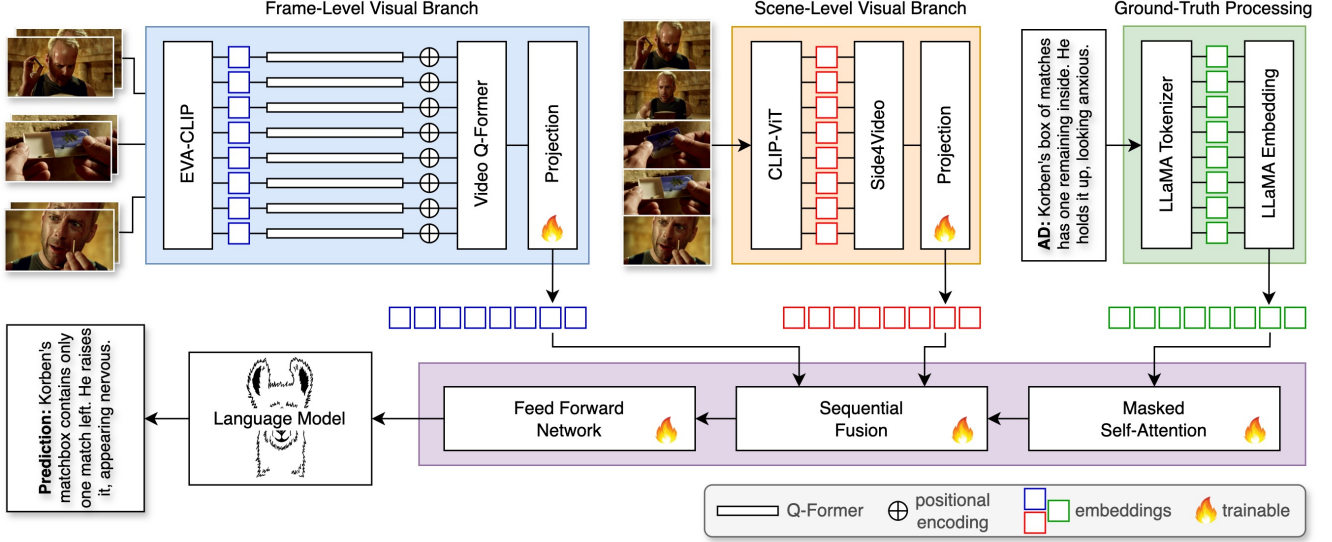 Frame-Level Visual Branch
Scene-Level Visual Branch
Ground-Truth Processing
EVA-CLIP
Video Q-Former
Projection
CLIP-ViT
Side4Video
Projection
AD: Korben's box of matches
has one remaining inside. He
holds it up, looking anxious.
LLaMA Tokenizer
LLaMA Embedding
Prediction: Korben's
matchbox contains only
one match left. He raises
it, appearing nervous.
Language Model
Feed Forward
Network
Sequential
Fusion
Masked
Self-Attention
Q-Former
positional
encoding
embeddings
trainable